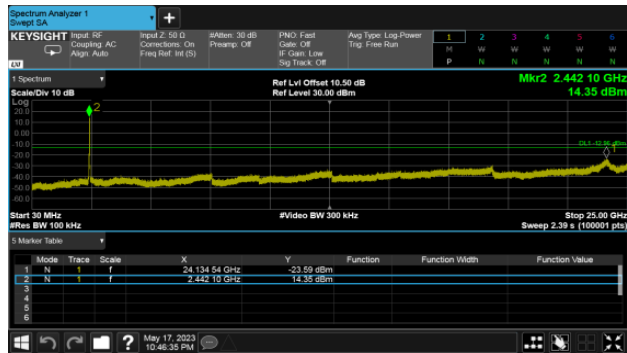 Spectrum Analyzer 1
Swept SA
+
KEYSIGHT Input: RF Input Z: 50 Ω #Atten: 30 dB PNO: Fast Avg Type: Log-Power 1 2 3 4 5 6
Coupling: AC Corrections: On Preamp: Off Gate: Off Trig: Free Run M W W W W W
Align: Auto Freq Ref: Int (S) IF Gain: Low
Sig Track: Off P N N N N N
LXI
1 Spectrum
Ref Lvl Offset 10.50 dB Mkr2 2.442 10 GHz
Scale/Div 10 dB Ref Level 30.00 dBm 14.35 dBm
Log
20.0
10.0
0.00
-10.0
-20.0
-30.0
-40.0
-50.0
-60.0
2
1
Start 30 MHz #Video BW 300 kHz Stop 25.00 GHz
#Res BW 100 kHz Sweep 2.39 s (100001 pts)
5 Marker Table
Mode Trace Scale X Y Function Function Width Function Value
1 N 1 f 24.134 54 GHz -23.59 dBm
2 N 1 f 2.442 10 GHz 14.35 dBm
3
4
5
6
? May 17, 2023
10:46:35 PM